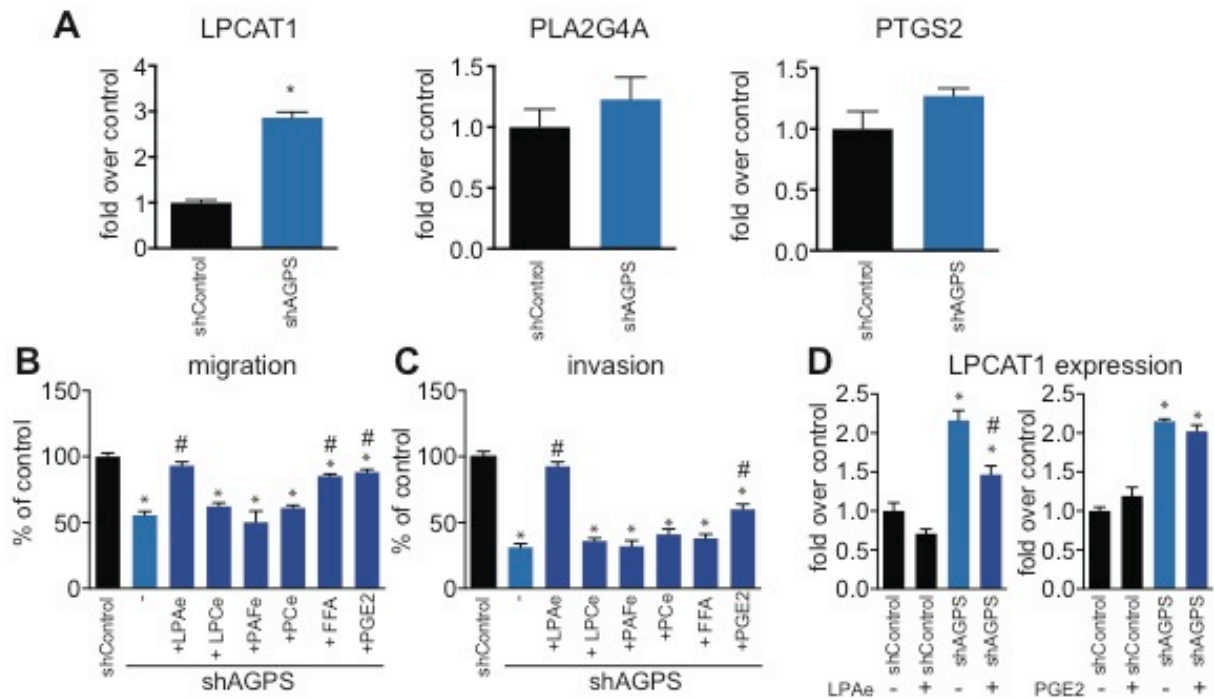 A
LPCAT1
PLA2G4A
PTGS2
fold over control
4
3
2
1
0
shControl
shAGPS
*
fold over control
1.5
1.0
0.5
0.0
shControl
shAGPS
fold over control
1.5
1.0
0.5
0.0
shControl
shAGPS
B
migration
% of control
150
100
50
0
* # * * * # * # *
shControl
-
+LPAe
+ LPCe
+PAFe
+PCe
+ FFA
+PGE2
shAGPS
C
invasion
% of control
150
100
50
0
* # * * * * # *
shControl
-
+LPAe
+ LPCe
+PAFe
+PCe
+ FFA
+PGE2
shAGPS
D
LPCAT1 expression
fold over control
2.5
2.0
1.5
1.0
0.5
0.0
* # *
shControl
shControl
shAGPS
shAGPS
LPAe - + - +
fold over control
2.5
2.0
1.5
1.0
0.5
0.0
* *
shControl
shControl
shAGPS
shAGPS
PGE2 - + - +